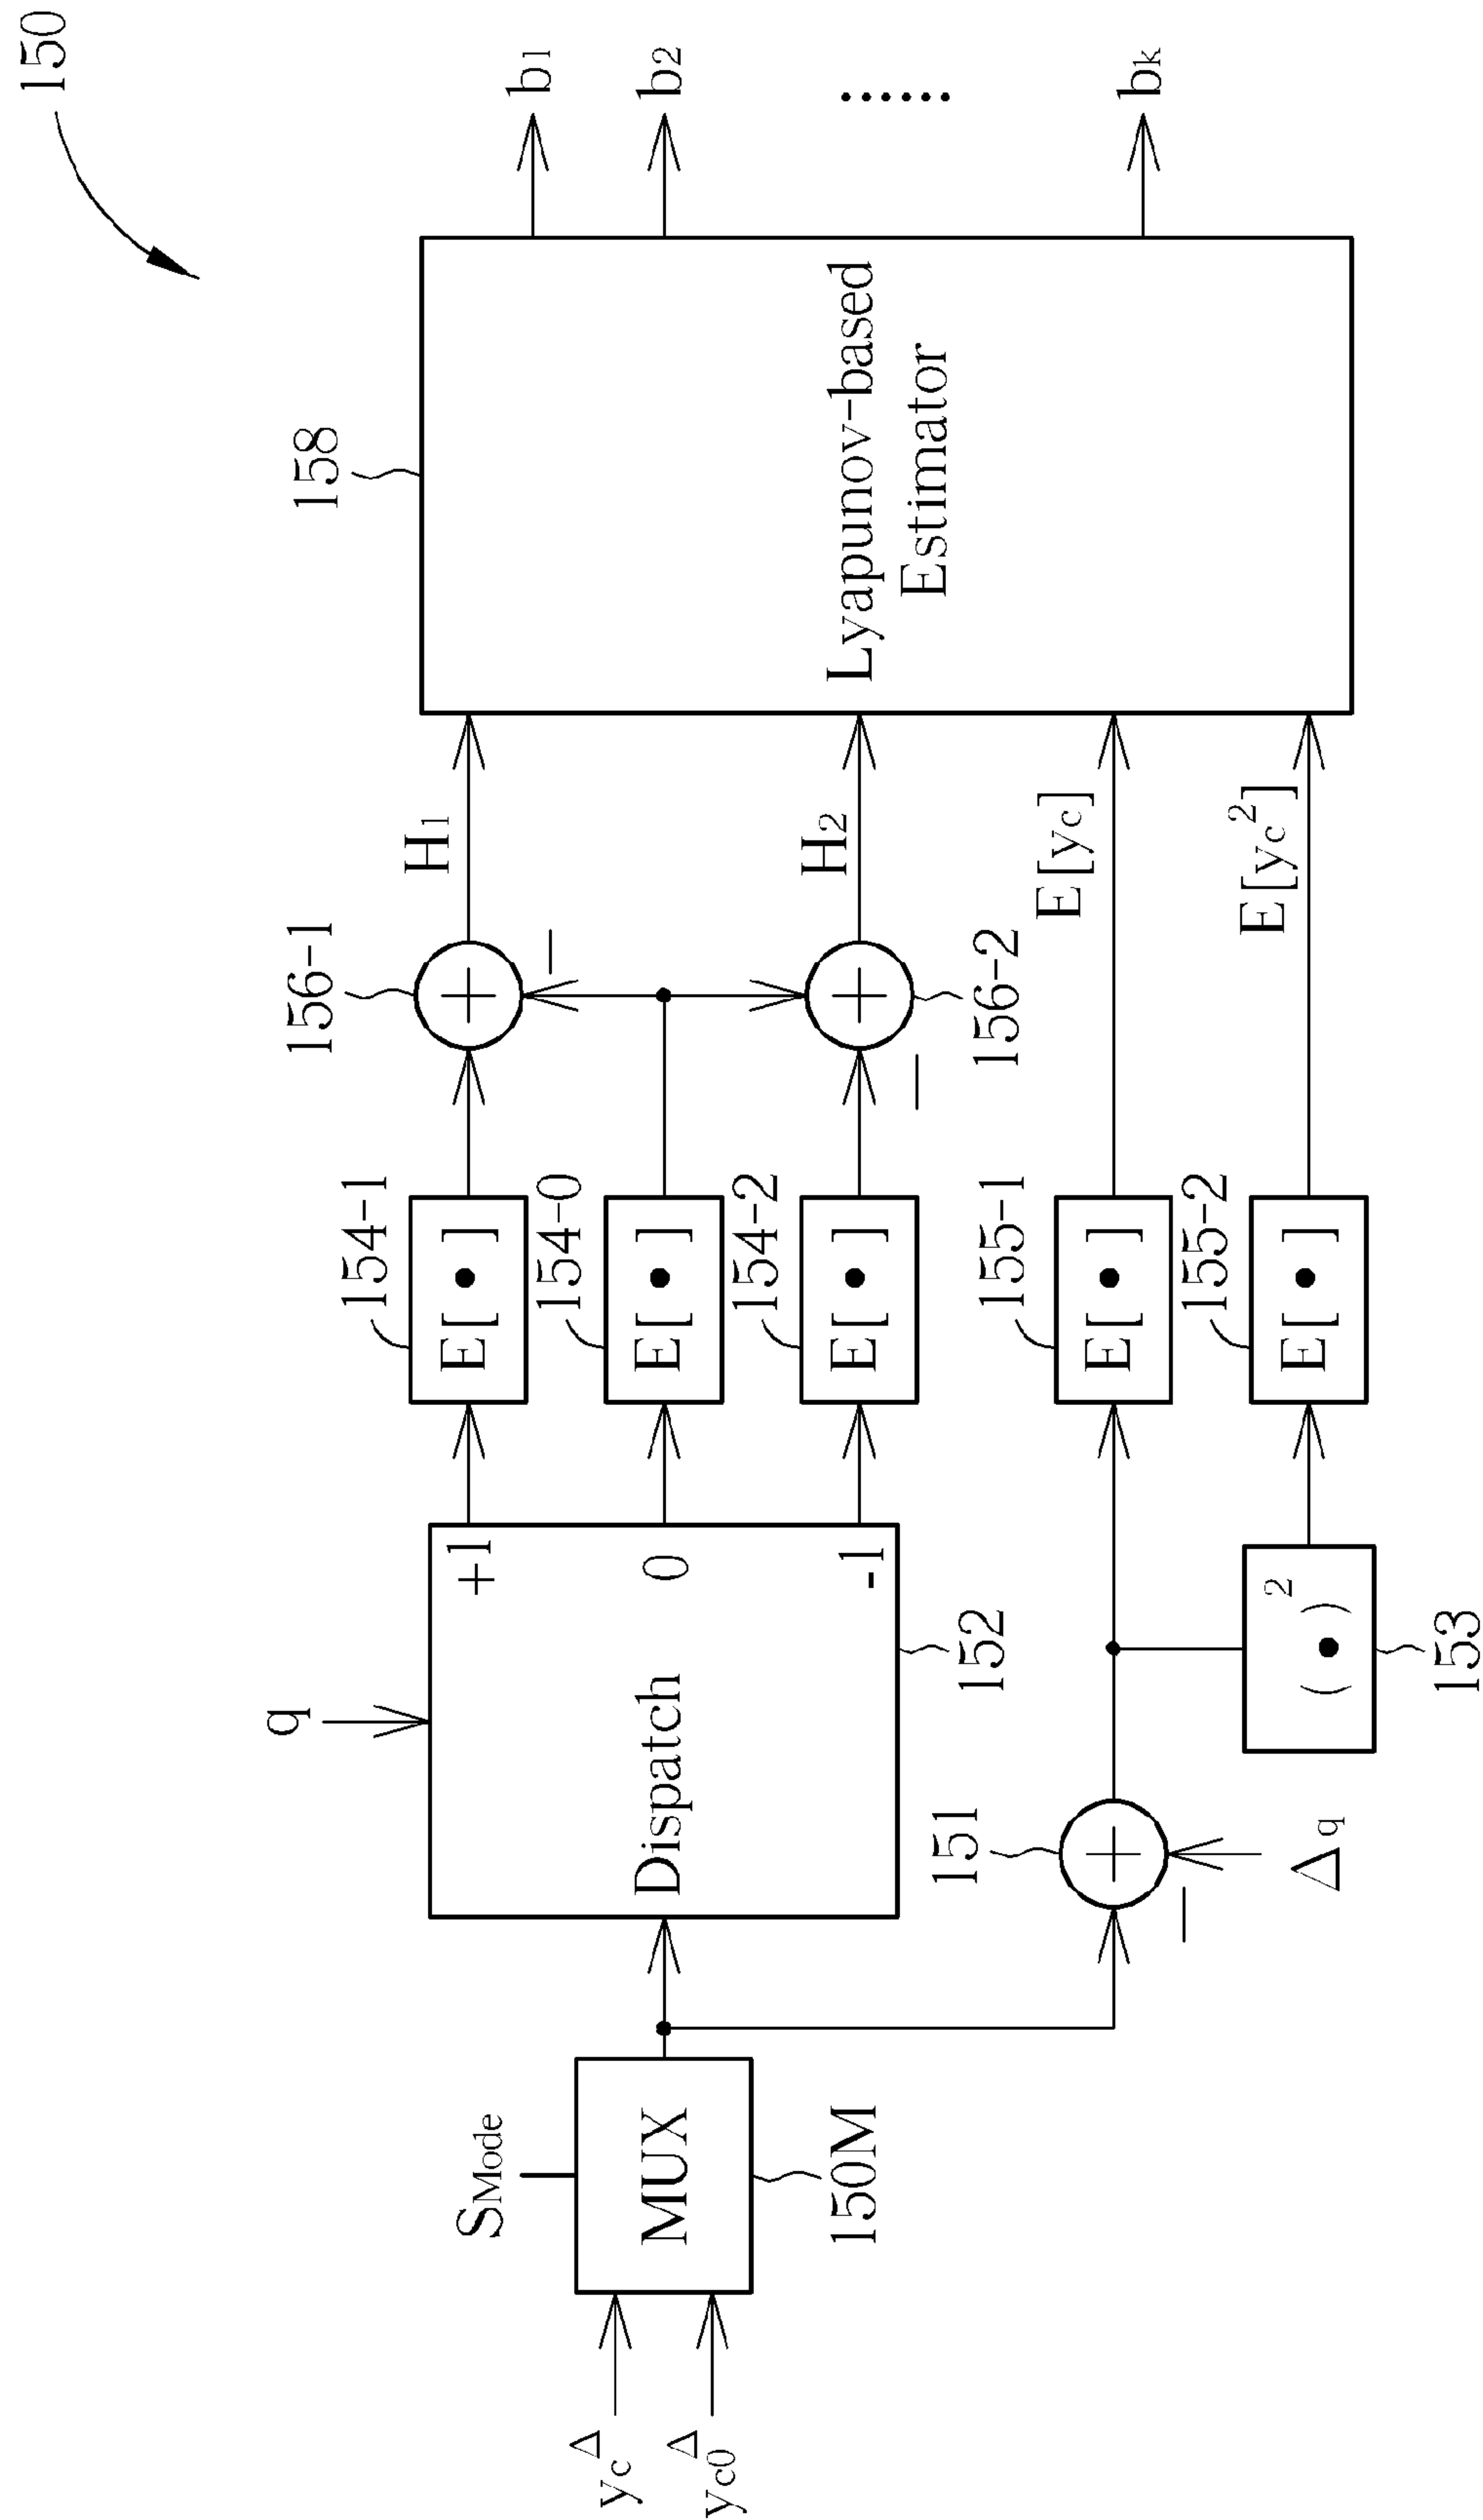 150
158
b1
b2
......
bk
Lyapunov-based
Estimator
H1
H2
E[yc]
E[yc²]
156-1
156-2
−
−
154-1
E[•]
154-0
E[•]
154-2
E[•]
155-1
E[•]
155-2
E[•]
q
Dispatch
+1
0
-1
152
(•)²
153
151
−
Δq
SMode
MUX
150M
yc^Δ
yc0^Δ